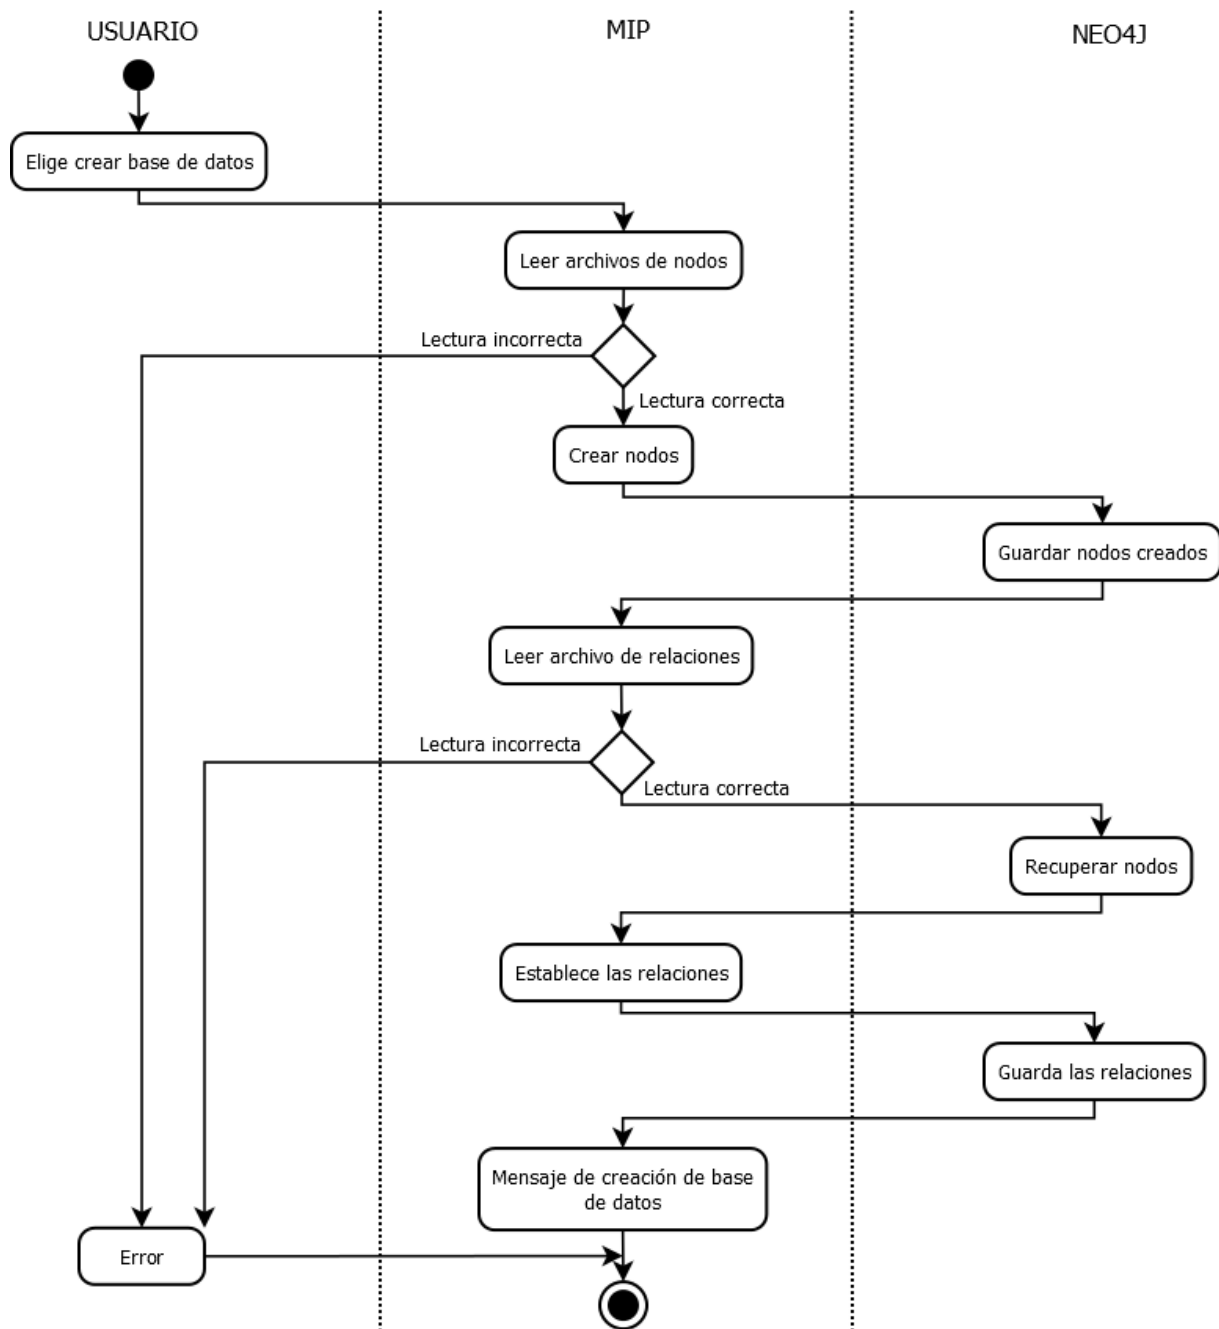 USUARIO
MIP
NEO4J
Elige crear base de datos
Leer archivos de nodos
Lectura incorrecta
Lectura correcta
Crear nodos
Guardar nodos creados
Leer archivo de relaciones
Lectura incorrecta
Lectura correcta
Recuperar nodos
Establece las relaciones
Guarda las relaciones
Mensaje de creación de base
de datos
Error